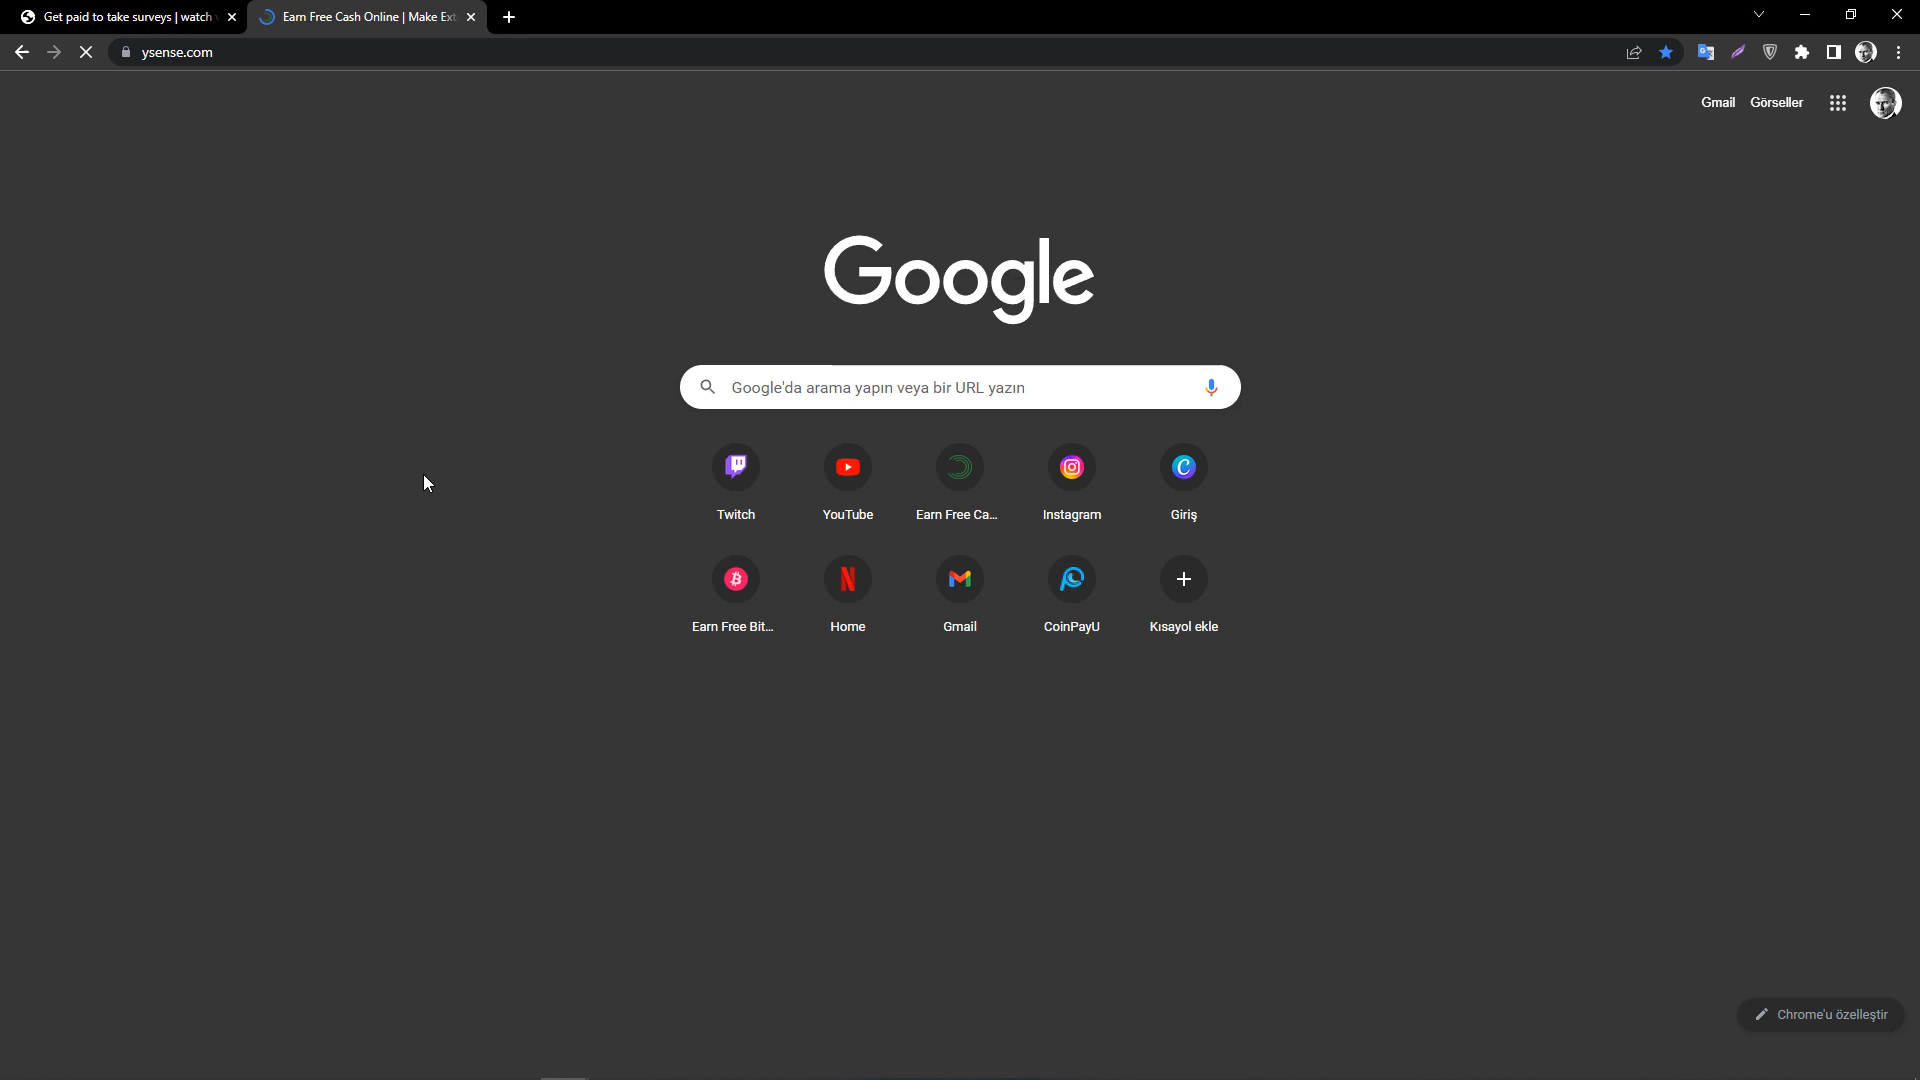 Get paid to take surveys | watch
Earn Free Cash Online | Make Ext
ysense.com
Gmail Görseller
Google
Google'da arama yapın veya bir URL yazın
Twitch
YouTube
Earn Free Ca...
Instagram
Giriş
Earn Free Bit...
Home
Gmail
CoinPayU
Kısayol ekle
Chrome'u özelleştir